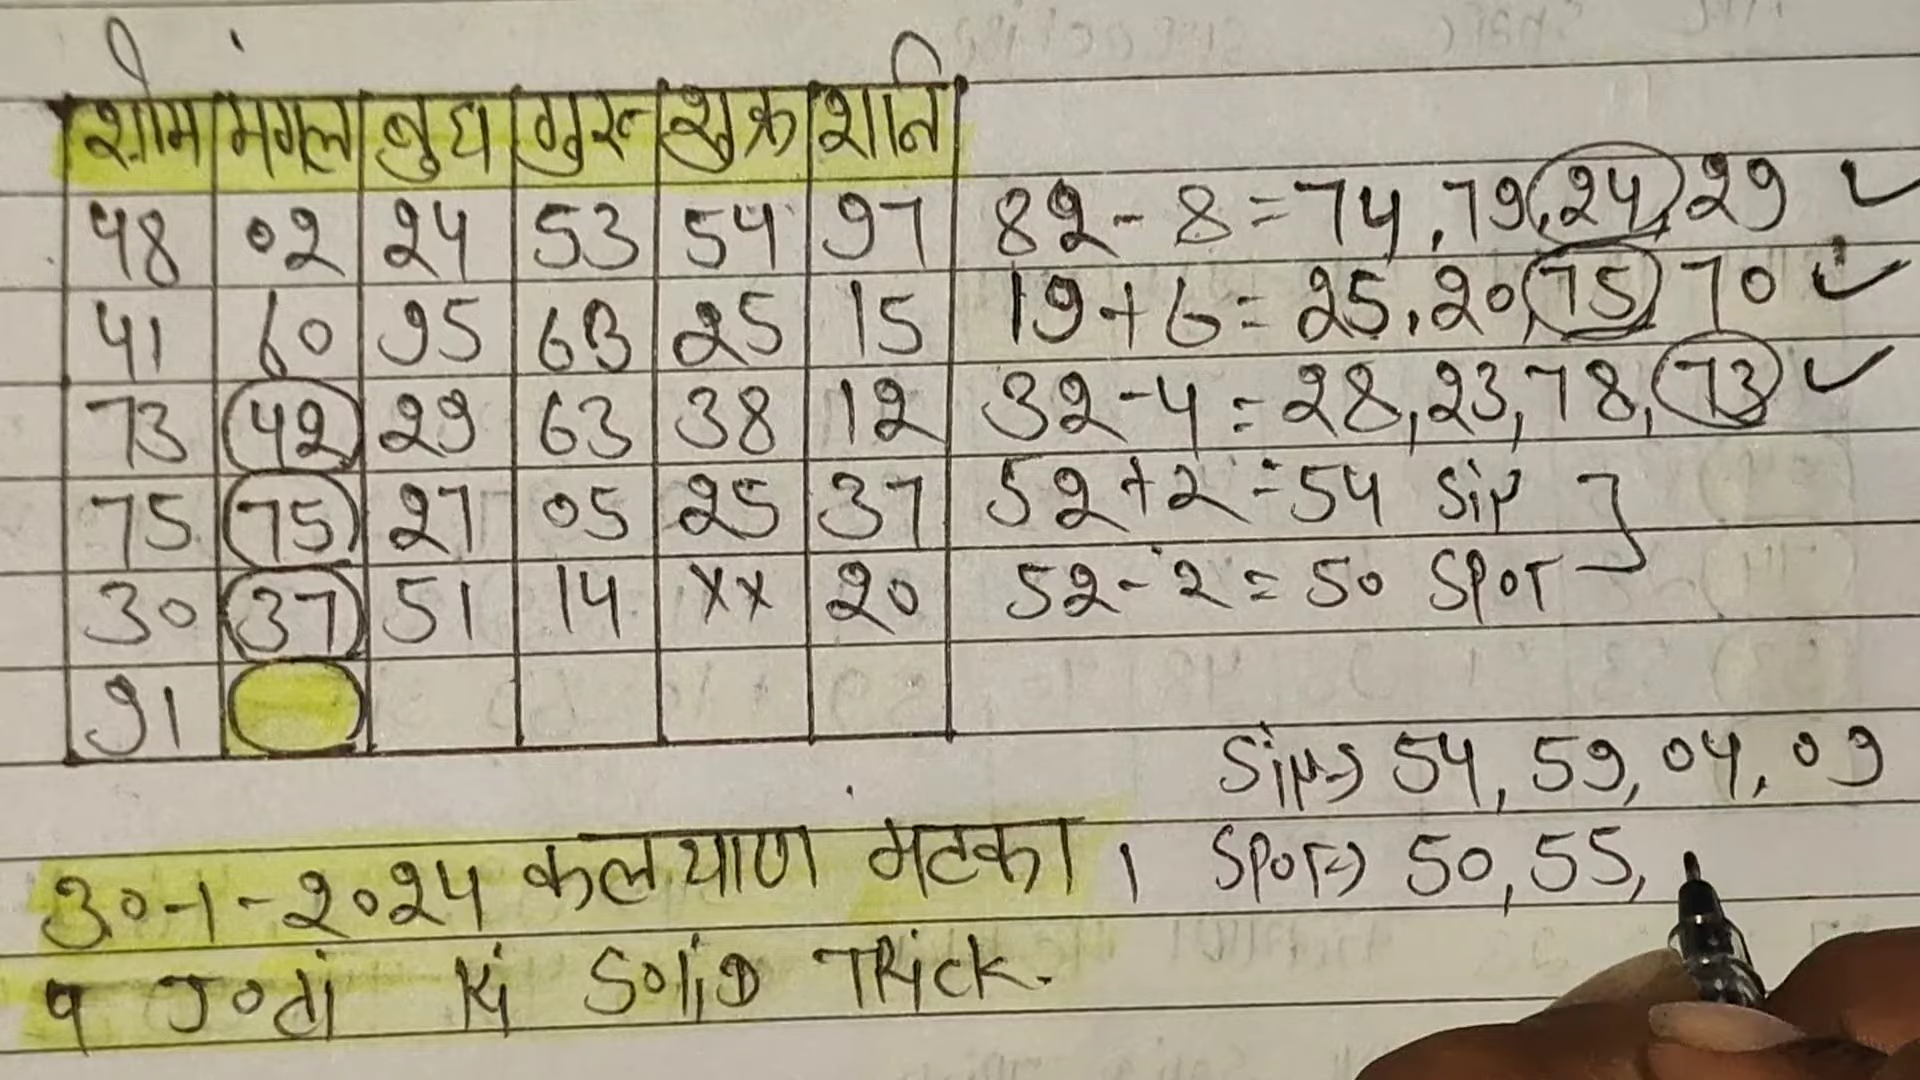 शोम मंगल बुध गुरु शुक्र शनि
48 02 24 53 54 97 82 - 8 = 74, 79, 24, 29 ✓
41 60 95 63 25 15 19 + 6 = 25, 20, 75, 70 ✓
73 42 29 63 38 12 32 - 4 = 28, 23, 78, 73 ✓
75 75 27 05 25 37 52 + 2 = 54 Sip
30 37 51 14 ×× 20 52 - 2 = 50 SPOT
91
Sip→ 54, 59, 04, 09
30-1-2024 कल्याण मटका । SPOT→ 50, 55,
4 Jodi Ki SoliD TRick.